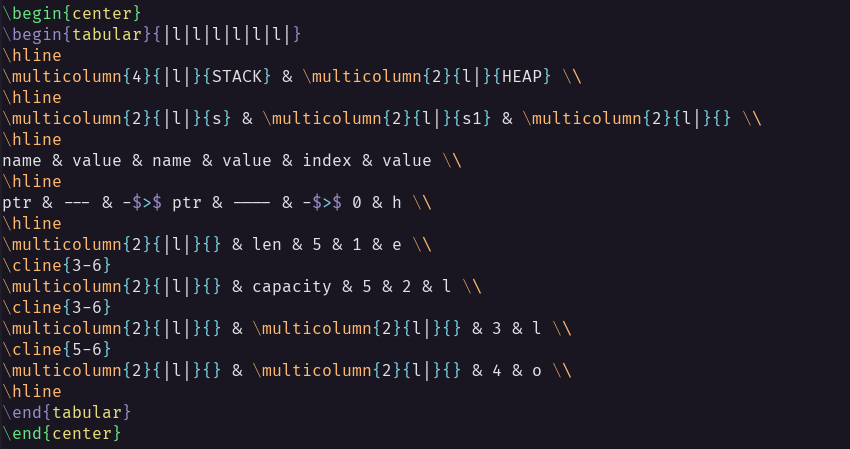 \begin{center}
\begin{tabular}{|l|l|l|l|l|l|}
\hline
\multicolumn{4}{|l|}{STACK} & \multicolumn{2}{l|}{HEAP} \\
\hline
\multicolumn{2}{|l|}{s} & \multicolumn{2}{l|}{s1} & \multicolumn{2}{l|}{} \\
\hline
name & value & name & value & index & value \\
\hline
ptr & --- & -$>$ ptr & ---- & -$>$ 0 & h \\
\hline
\multicolumn{2}{|l|}{} & len & 5 & 1 & e \\
\cline{3-6}
\multicolumn{2}{|l|}{} & capacity & 5 & 2 & l \\
\cline{3-6}
\multicolumn{2}{|l|}{} & \multicolumn{2}{l|}{} & 3 & l \\
\cline{5-6}
\multicolumn{2}{|l|}{} & \multicolumn{2}{l|}{} & 4 & o \\
\hline
\end{tabular}
\end{center}